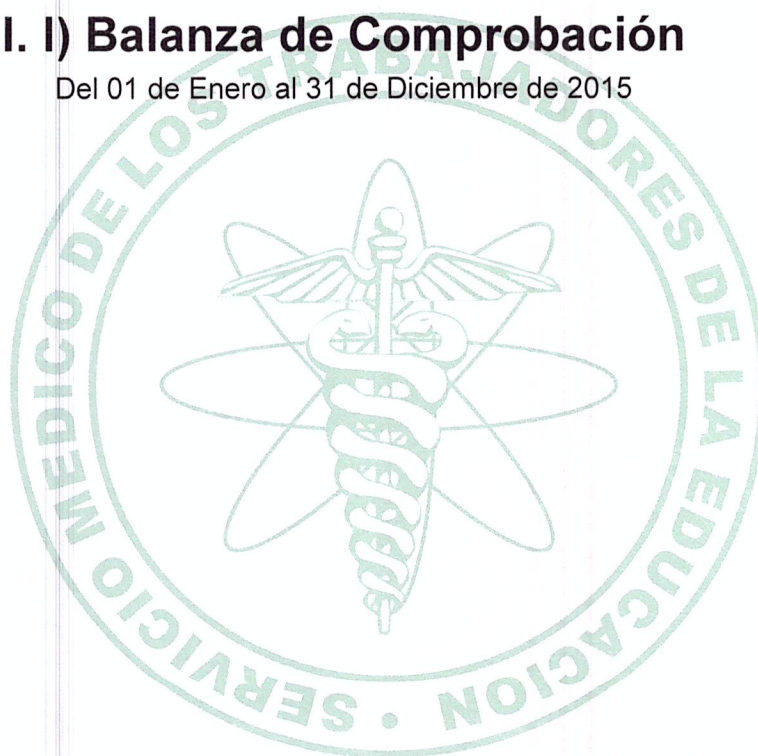 I. I) Balanza de Comprobación
Del 01 de Enero al 31 de Diciembre de 2015
SERVICIO MEDICO DE LOS TRABAJADORES DE LA EDUCACION •